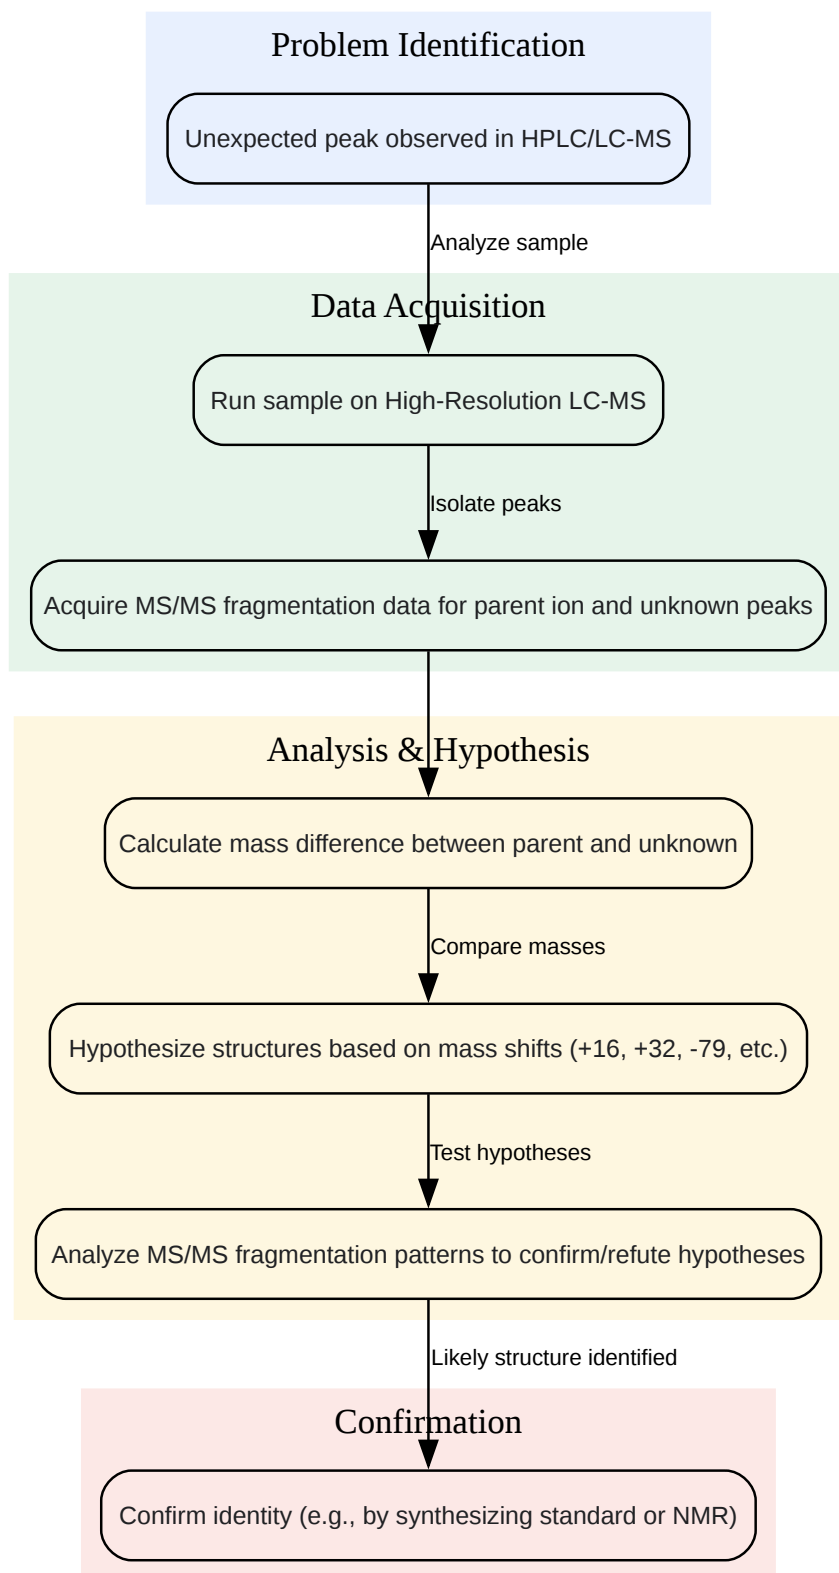 Problem Identification
Unexpected peak observed in HPLC/LC-MS
Analyze sample
Data Acquisition
Run sample on High-Resolution LC-MS
Isolate peaks
Acquire MS/MS fragmentation data for parent ion and unknown peaks
Analysis & Hypothesis
Calculate mass difference between parent and unknown
Compare masses
Hypothesize structures based on mass shifts (+16, +32, -79, etc.)
Test hypotheses
Analyze MS/MS fragmentation patterns to confirm/refute hypotheses
Likely structure identified
Confirmation
Confirm identity (e.g., by synthesizing standard or NMR)